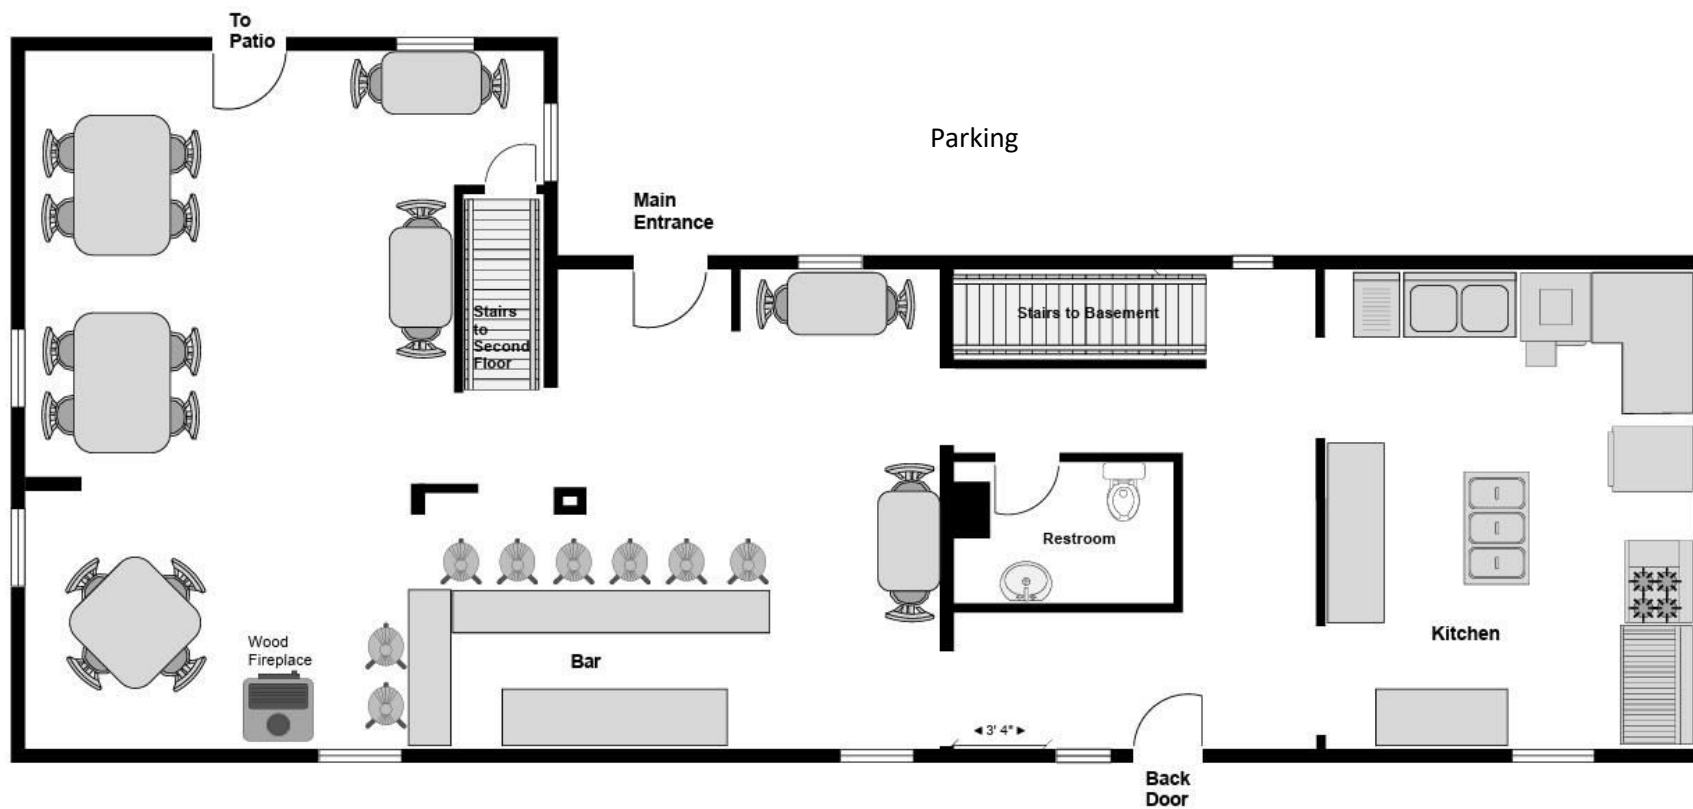 To
Patio
Parking
Main
Entrance
Stairs
to
Second
Floor
Stairs to Basement
Restroom
Wood
Fireplace
Bar
Kitchen
3' 4"
Back
Door